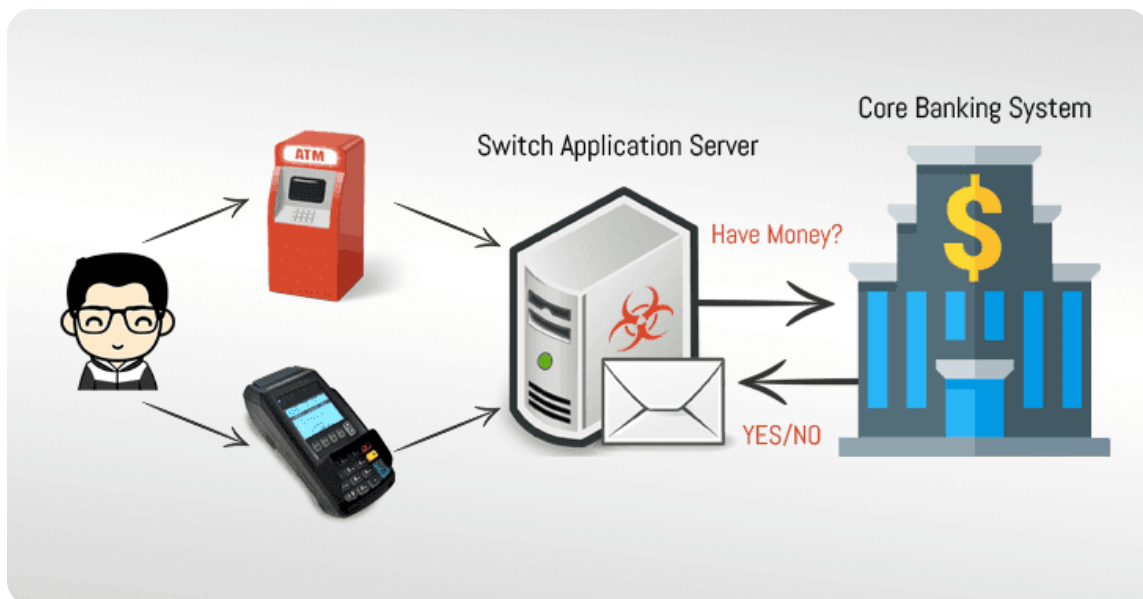 Core Banking System
Switch Application Server
ATM
Have Money?
$
YES/NO